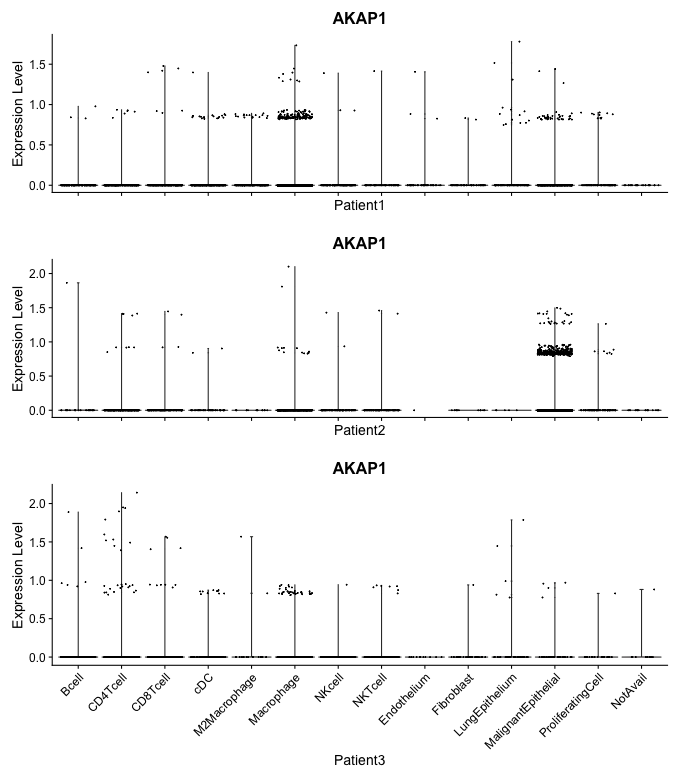 AKAP1
Expression Level
1.5
1.0
0.5
0.0
Patient1
AKAP1
Expression Level
2.0
1.5
1.0
0.5
0.0
Patient2
AKAP1
Expression Level
2.0
1.5
1.0
0.5
0.0
Bcell
CD4Tcell
CD8Tcell
cDC
M2Macrophage
Macrophage
NKcell
NKTcell
Endothelium
Fibroblast
LungEpithelium
MalignantEpithelial
ProliferatingCell
NotAvail
Patient3